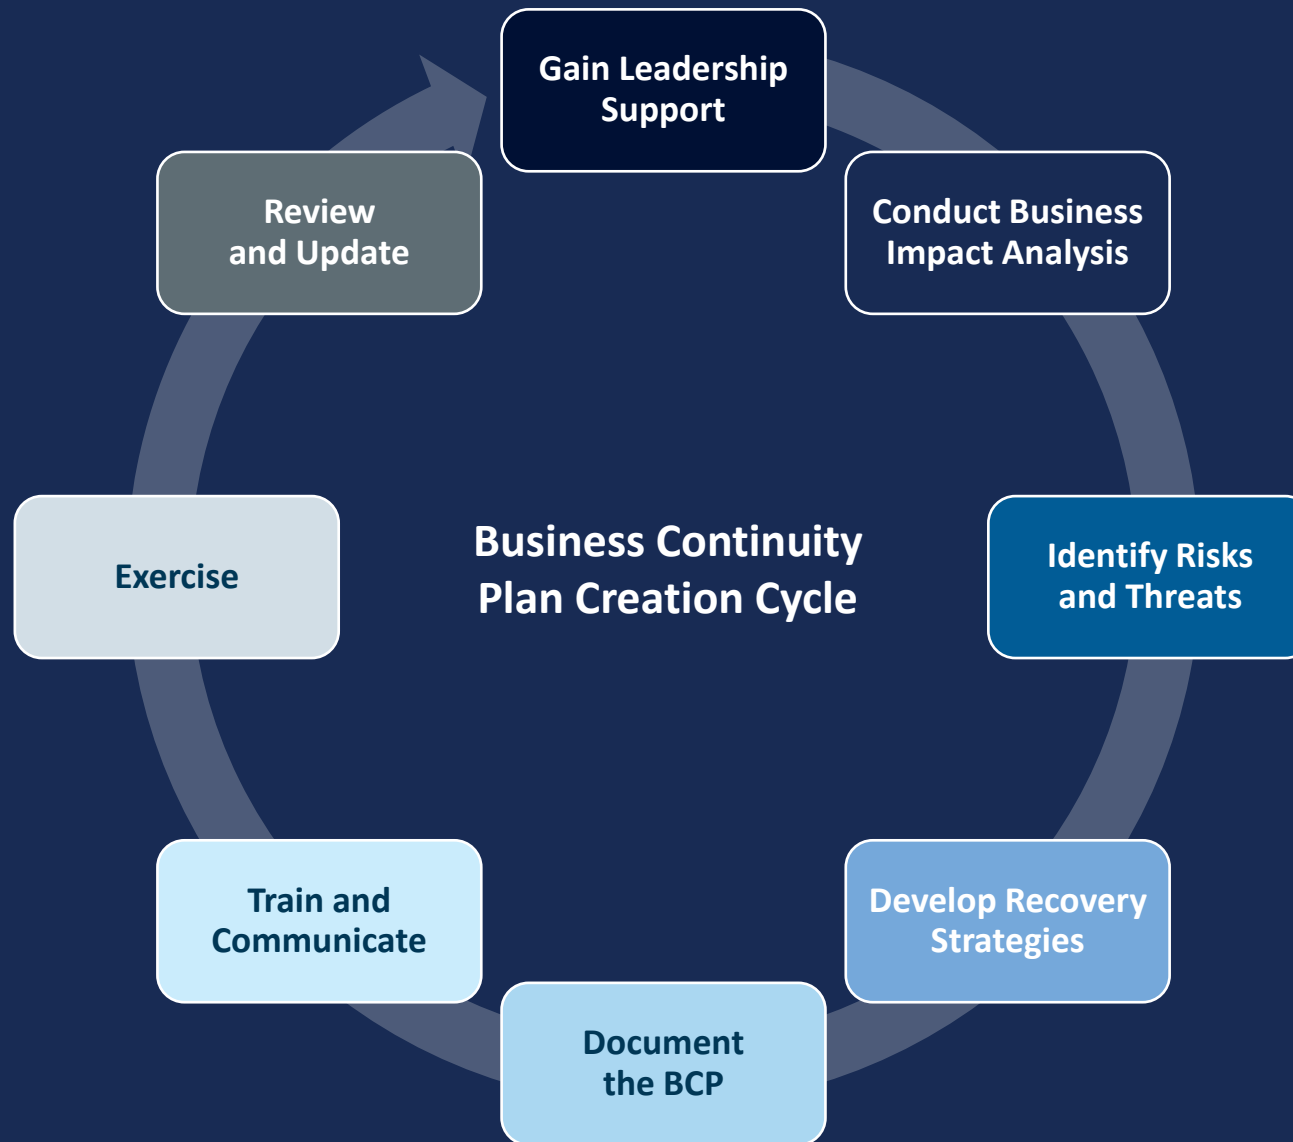 Gain Leadership
Support
Conduct Business
Impact Analysis
Identify Risks
and Threats
Develop Recovery
Strategies
Document
the BCP
Train and
Communicate
Exercise
Review
and Update
Business Continuity
Plan Creation Cycle